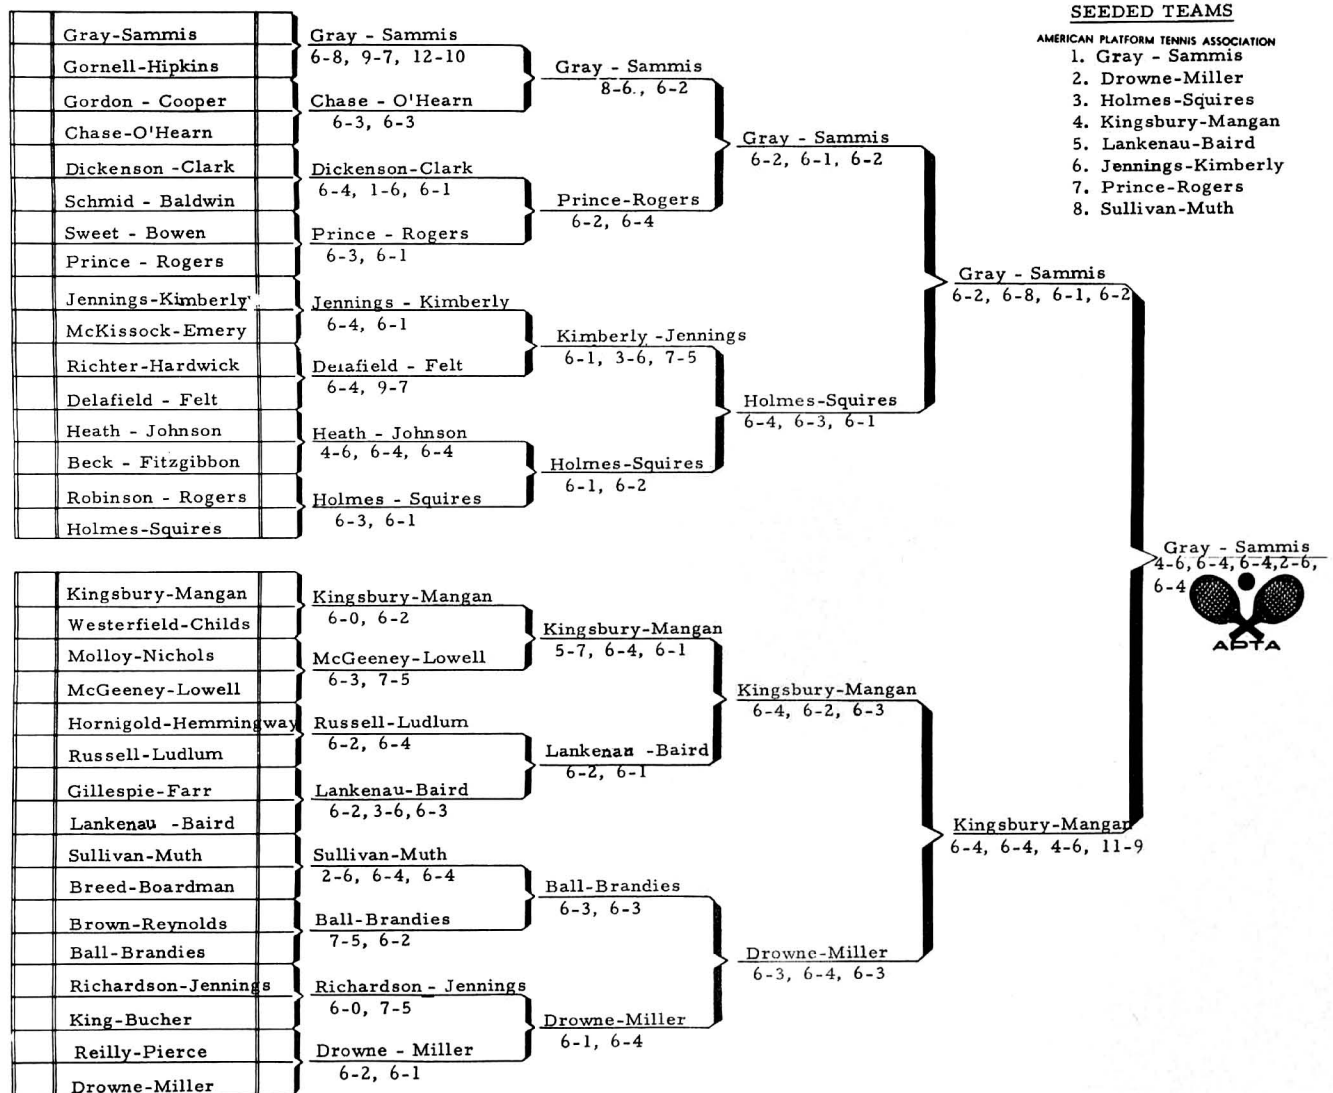 SEEDED TEAMS
AMERICAN PLATFORM TENNIS ASSOCIATION
1. Gray - Sammis
2. Drowne-Miller
3. Holmes-Squires
4. Kingsbury-Mangan
5. Lankenau-Baird
6. Jennings-Kimberly
7. Prince-Rogers
8. Sullivan-Muth
Gray-Sammis
Gornell-Hipkins
Gordon - Cooper
Chase-O'Hearn
Dickenson -Clark
Schmid - Baldwin
Sweet - Bowen
Prince - Rogers
Jennings-Kimberly
McKissock-Emery
Richter-Hardwick
Delafield - Felt
Heath - Johnson
Beck - Fitzgibbon
Robinson - Rogers
Holmes-Squires
Kingsbury-Mangan
Westerfield-Childs
Molloy-Nichols
McGeeney-Lowell
Hornigold-Hemmingway
Russell-Ludlum
Gillespie-Farr
Lankenau -Baird
Sullivan-Muth
Breed-Boardman
Brown-Reynolds
Ball-Brandies
Richardson-Jennings
King-Bucher
Reilly-Pierce
Drowne-Miller
Gray - Sammis
6-8, 9-7, 12-10
Chase - O'Hearn
6-3, 6-3
Dickenson-Clark
6-4, 1-6, 6-1
Prince - Rogers
6-3, 6-1
Jennings - Kimberly
6-4, 6-1
Delafield - Felt
6-4, 9-7
Heath - Johnson
4-6, 6-4, 6-4
Holmes - Squires
6-3, 6-1
Kingsbury-Mangan
6-0, 6-2
McGeeney-Lowell
6-3, 7-5
Russell-Ludlum
6-2, 6-4
Lankenau-Baird
6-2, 3-6, 6-3
Sullivan-Muth
2-6, 6-4, 6-4
Ball-Brandies
7-5, 6-2
Richardson - Jennings
6-0, 7-5
Drowne - Miller
6-2, 6-1
Gray - Sammis
8-6., 6-2
Prince-Rogers
6-2, 6-4
Kimberly -Jennings
6-1, 3-6, 7-5
Holmes-Squires
6-1, 6-2
Kingsbury-Mangan
5-7, 6-4, 6-1
Lankenau -Baird
6-2, 6-1
Ball-Brandies
6-3, 6-3
Drowne-Miller
6-1, 6-4
Gray - Sammis
6-2, 6-1, 6-2
Holmes-Squires
6-4, 6-3, 6-1
Kingsbury-Mangan
6-4, 6-2, 6-3
Drowne-Miller
6-3, 6-4, 6-3
Gray - Sammis
6-2, 6-8, 6-1, 6-2
Kingsbury-Mangan
6-4, 6-4, 4-6, 11-9
Gray - Sammis
4-6, 6-4, 6-4, 2-6,
6-4
APTA